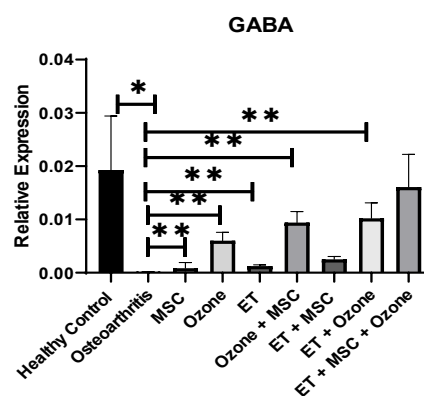 GABA
Relative Expression
0.04
0.03
0.02
0.01
0.00
*
* *
* *
* *
* *
* *
Healthy Control
Osteoarthritis
MSC
Ozone
ET
Ozone + MSC
ET + MSC
ET + Ozone
ET + MSC + Ozone